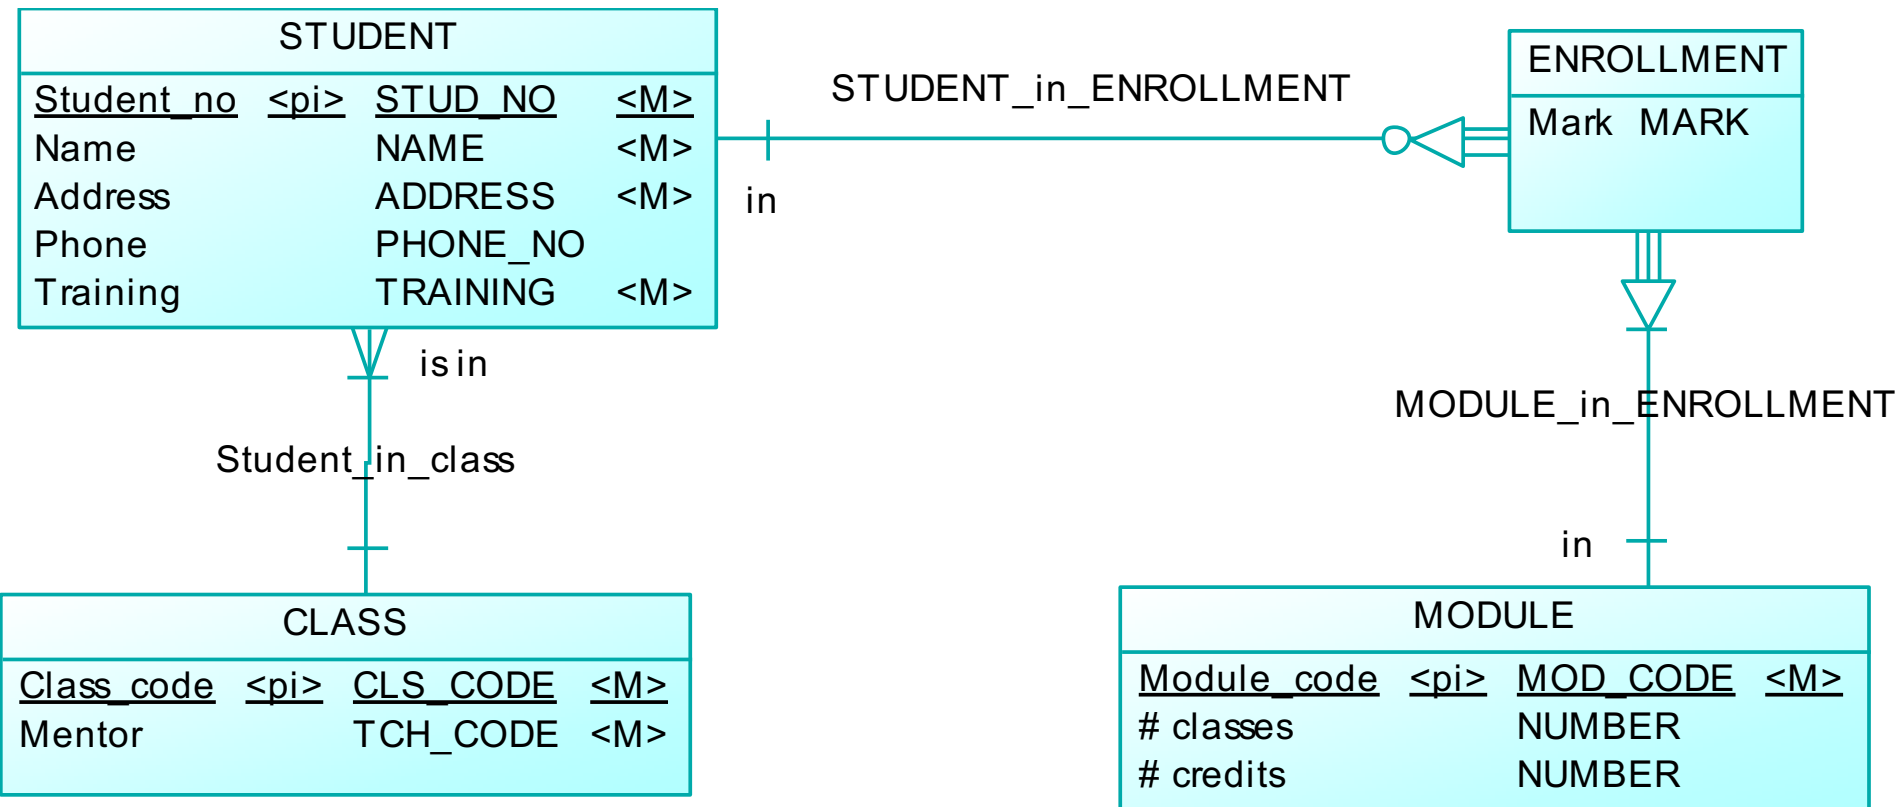 STUDENT
Student_no <pi> STUD_NO <M>
Name NAME <M>
Address ADDRESS <M>
Phone PHONE_NO
Training TRAINING <M>
STUDENT_in_ENROLLMENT
in
ENROLLMENT
Mark MARK
is in
Student_in_class
MODULE_in_ENROLLMENT
in
CLASS
Class_code <pi> CLS_CODE <M>
Mentor TCH_CODE <M>
MODULE
Module_code <pi> MOD_CODE <M>
# classes NUMBER
# credits NUMBER